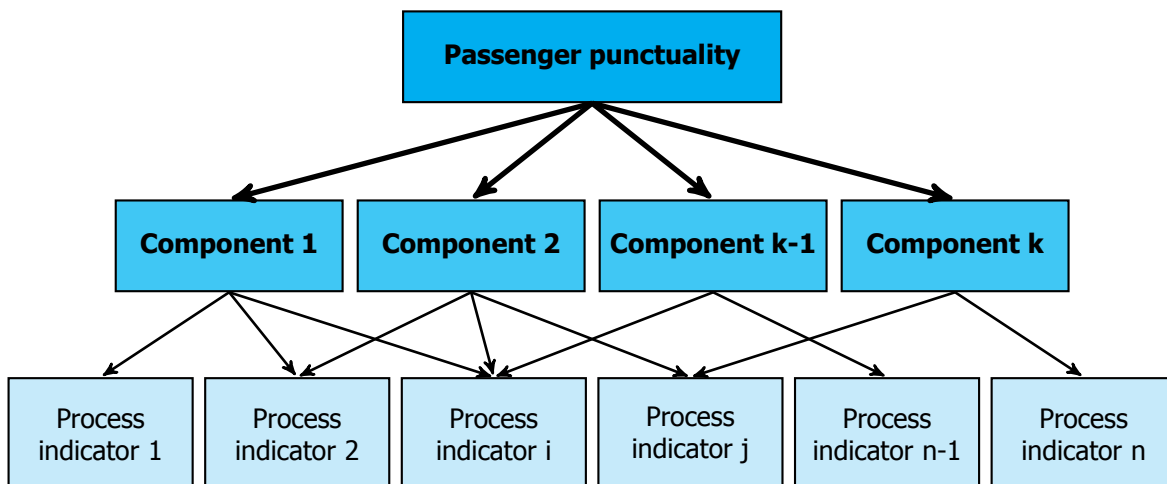 Passenger punctuality
Component 1
Component 2
Component k-1
Component k
Process
indicator 1
Process
indicator 2
Process
indicator i
Process
indicator j
Process
indicator n-1
Process
indicator n